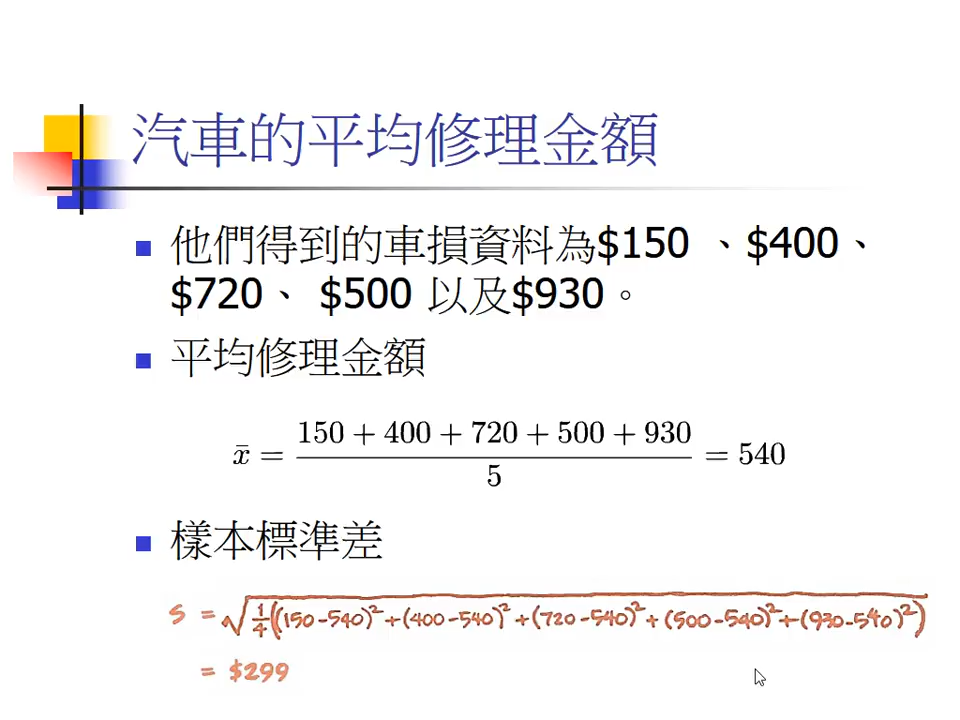 汽車的平均修理金額
他們得到的車損資料為$150 、$400、
$720、 $500 以及$930。
平均修理金額
x̄ = (150 + 400 + 720 + 500 + 930) / 5 = 540
樣本標準差
s = √(1/4((150-540)²+(400-540)²+(720-540)²+(500-540)²+(930-540)²))
= $299